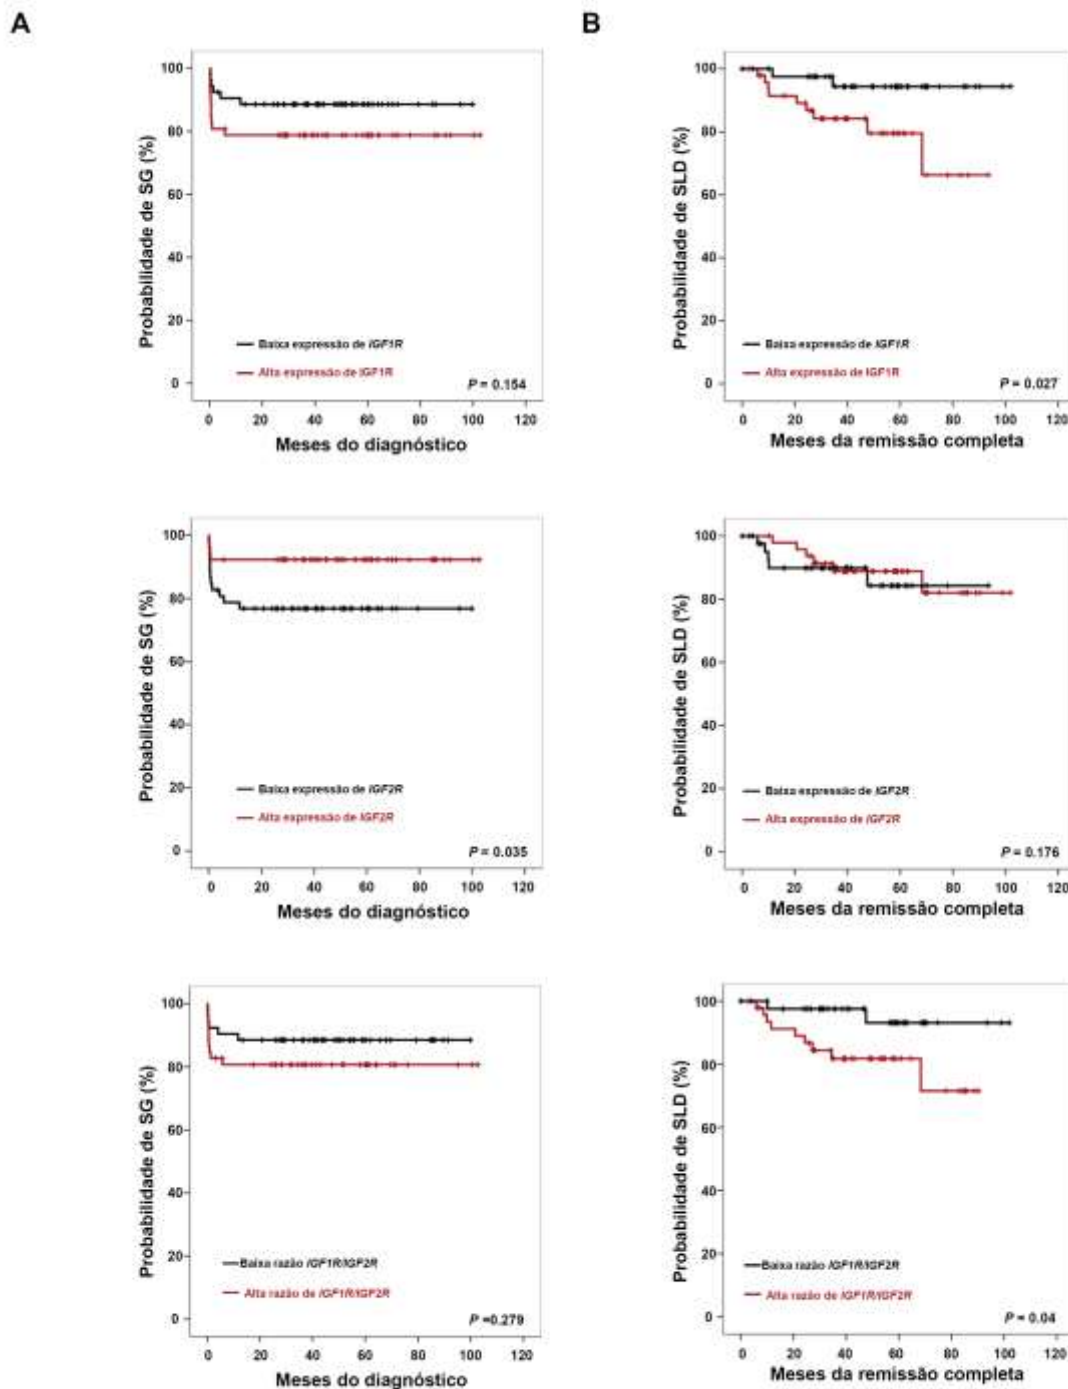 A
B
Probabilidade de SG (%)
100
80
60
40
20
0
Baixa expressão de IGF1R
Alta expressão de IGF1R
P = 0.154
0 20 40 60 80 100 120
Meses do diagnóstico
Probabilidade de SLD (%)
100
80
60
40
20
0
Baixa expressão de IGF1R
Alta expressão de IGF1R
P = 0.027
0 20 40 60 80 100 120
Meses da remissão completa
Probabilidade de SG (%)
100
80
60
40
20
0
Baixa expressão de IGF2R
Alta expressão de IGF2R
P = 0.035
0 20 40 60 80 100 120
Meses do diagnóstico
Probabilidade de SLD (%)
100
80
60
40
20
0
Baixa expressão de IGF2R
Alta expressão de IGF2R
P = 0.176
0 20 40 60 80 100 120
Meses da remissão completa
Probabilidade de SG (%)
100
80
60
40
20
0
Baixa razão IGF1R/IGF2R
Alta razão de IGF1R/IGF2R
P =0.279
0 20 40 60 80 100 120
Meses do diagnóstico
Probabilidade de SLD (%)
100
80
60
40
20
0
Baixa razão IGF1R/IGF2R
Alta razão de IGF1R/IGF2R
P = 0.04
0 20 40 60 80 100 120
Meses da remissão completa